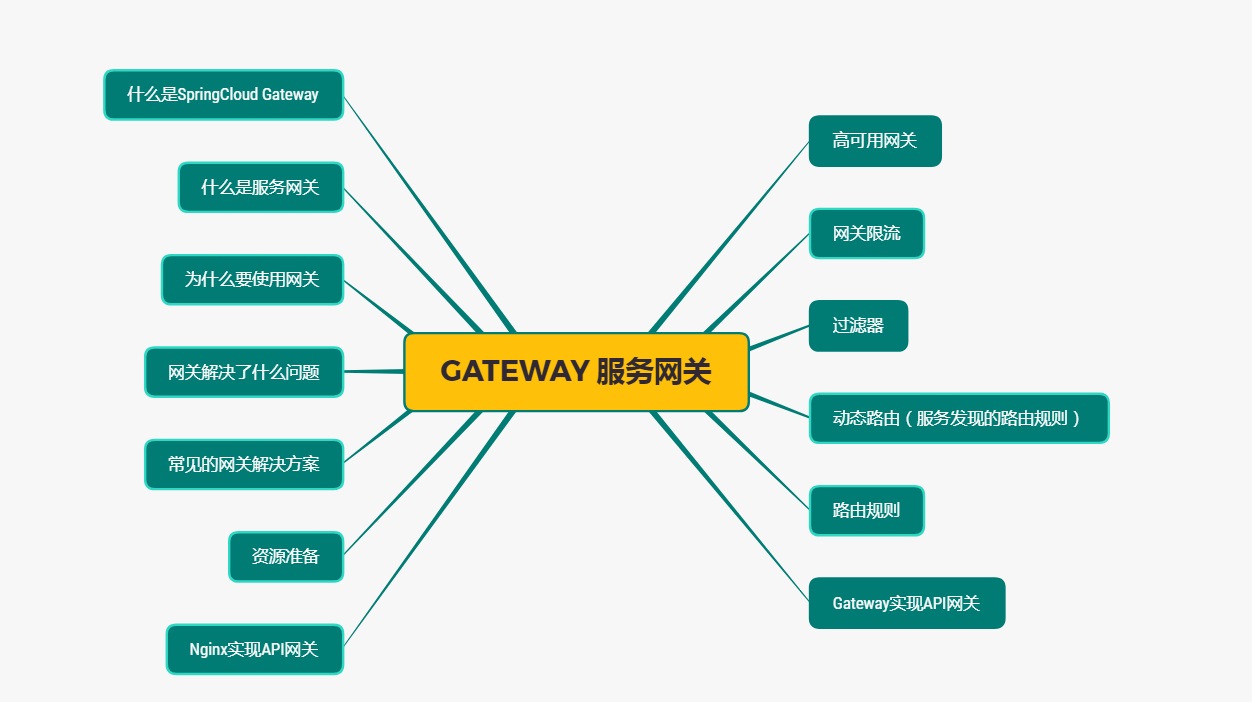 什么是SpringCloud Gateway
什么是服务网关
为什么要使用网关
网关解决了什么问题
常见的网关解决方案
资源准备
Nginx实现API网关
GATEWAY 服务网关
高可用网关
网关限流
过滤器
动态路由（服务发现的路由规则）
路由规则
Gateway实现API网关